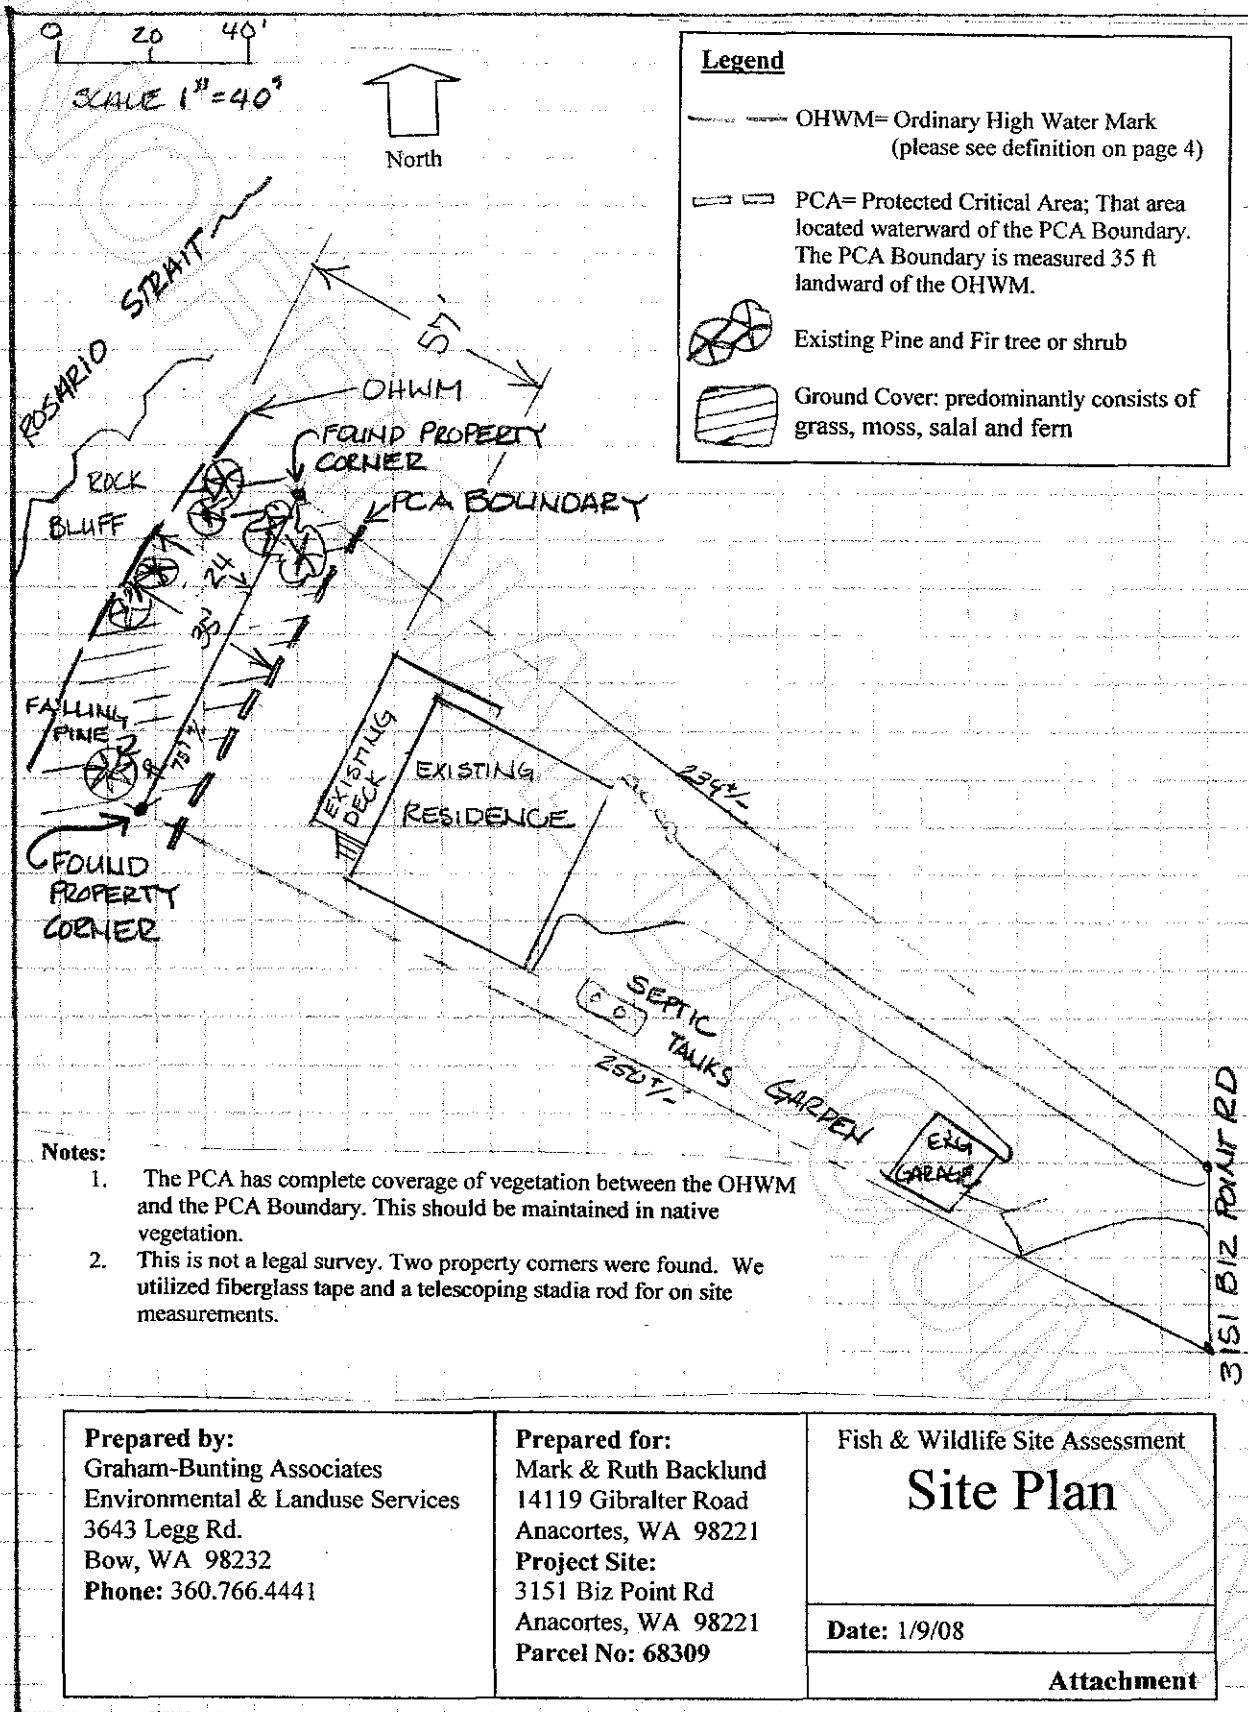 0 20 40'
SCALE 1"=40'
North
Legend
OHWM= Ordinary High Water Mark
(please see definition on page 4)
PCA= Protected Critical Area; That area
located waterward of the PCA Boundary.
The PCA Boundary is measured 35 ft
landward of the OHWM.
Existing Pine and Fir tree or shrub
Ground Cover: predominantly consists of
grass, moss, salal and fern
ROSARIO STRAIT
57'
OHWM
FOUND PROPERTY
CORNER
ROCK
BLUFF
PCA BOUNDARY
24
35'
FALLING
PINE
75' +/-
EXISTING
DECK
EXISTING
RESIDENCE
234 +/-
FOUND
PROPERTY
CORNER
SEPTIC
TANKS
250 +/-
GARDEN
GARAGE
3151 BIZ POINT RD
Notes:
1. The PCA has complete coverage of vegetation between the OHWM
and the PCA Boundary. This should be maintained in native
vegetation.
2. This is not a legal survey. Two property corners were found. We
utilized fiberglass tape and a telescoping stadia rod for on site
measurements.
Prepared by:
Graham-Bunting Associates
Environmental & Landuse Services
3643 Legg Rd.
Bow, WA 98232
Phone: 360.766.4441
Prepared for:
Mark & Ruth Backlund
14119 Gibralter Road
Anacortes, WA 98221
Project Site:
3151 Biz Point Rd
Anacortes, WA 98221
Parcel No: 68309
Fish & Wildlife Site Assessment
Site Plan
Date: 1/9/08
Attachment